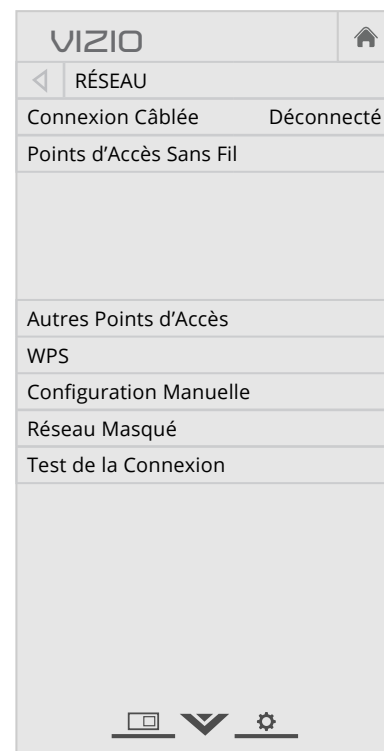 VIZIO
RÉSEAU
Connexion Câblée Déconnecté
Points d’Accès Sans Fil
Autres Points d’Accès
WPS
Configuration Manuelle
Réseau Masqué
Test de la Connexion